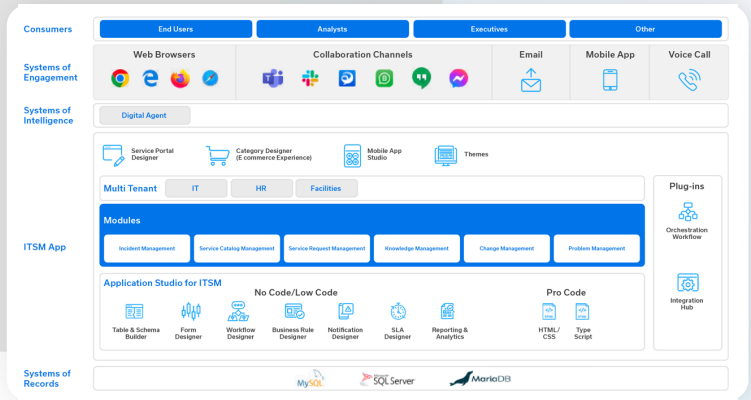 Consumers
End Users
Analysts
Executives
Other
Systems of
Engagement
Web Browsers
Collaboration Channels
Email
Mobile App
Voice Call
Systems of
Intelligence
Digital Agent
ITSM App
Service Portal
Designer
Category Designer
(E commerce Experience)
Mobile App
Studio
Themes
Multi Tenant
IT
HR
Facilities
Modules
Incident Management
Service Catalog Management
Service Request Management
Knowledge Management
Change Management
Problem Management
Application Studio for ITSM
No Code/Low Code
Pro Code
Table & Schema
Builder
Form
Designer
Workflow
Designer
Business Rule
Designer
Notification
Designer
SLA
Designer
Reporting &
Analytics
HTML/
CSS
Type
Script
Plug-ins
Orchestration
Workflow
Integration
Hub
Systems of
Records
MySQL
SQL Server
MariaDB